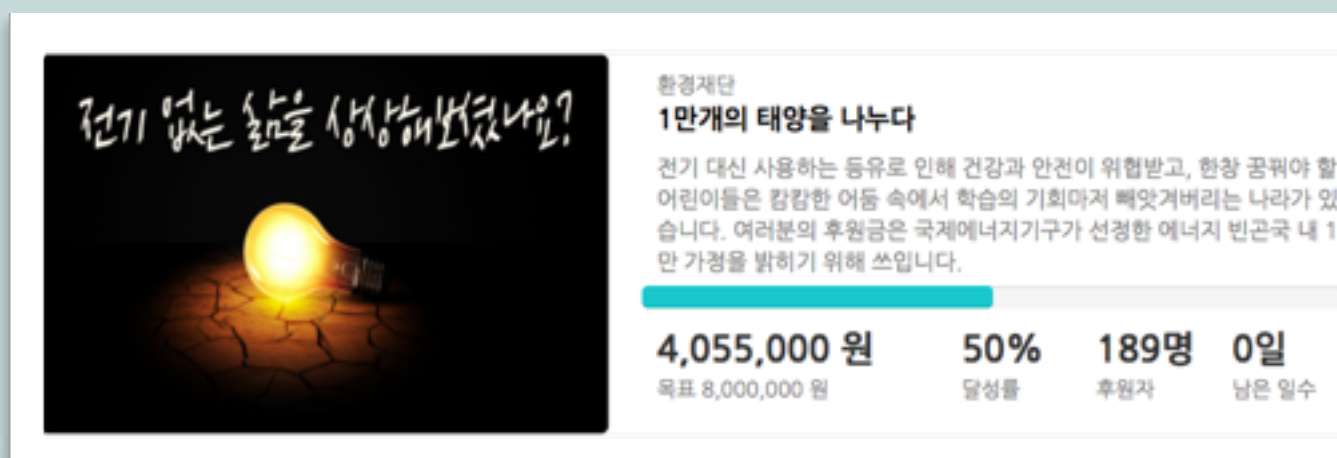 전기 없는 삶을 상상해보셨나요?
환경재단
1만개의 태양을 나누다
전기 대신 사용하는 등유로 인해 건강과 안전이 위협받고, 한창 꿈꿔야 할
어린이들은 캄캄한 어둠 속에서 학습의 기회마저 빼앗겨버리는 나라가 있
습니다. 여러분의 후원금은 국제에너지기구가 선정한 에너지 빈곤국 내 1
만 가정을 밝히기 위해 쓰입니다.
4,055,000 원 50% 189명 0일
목표 8,000,000 원 달성률 후원자 남은 일수